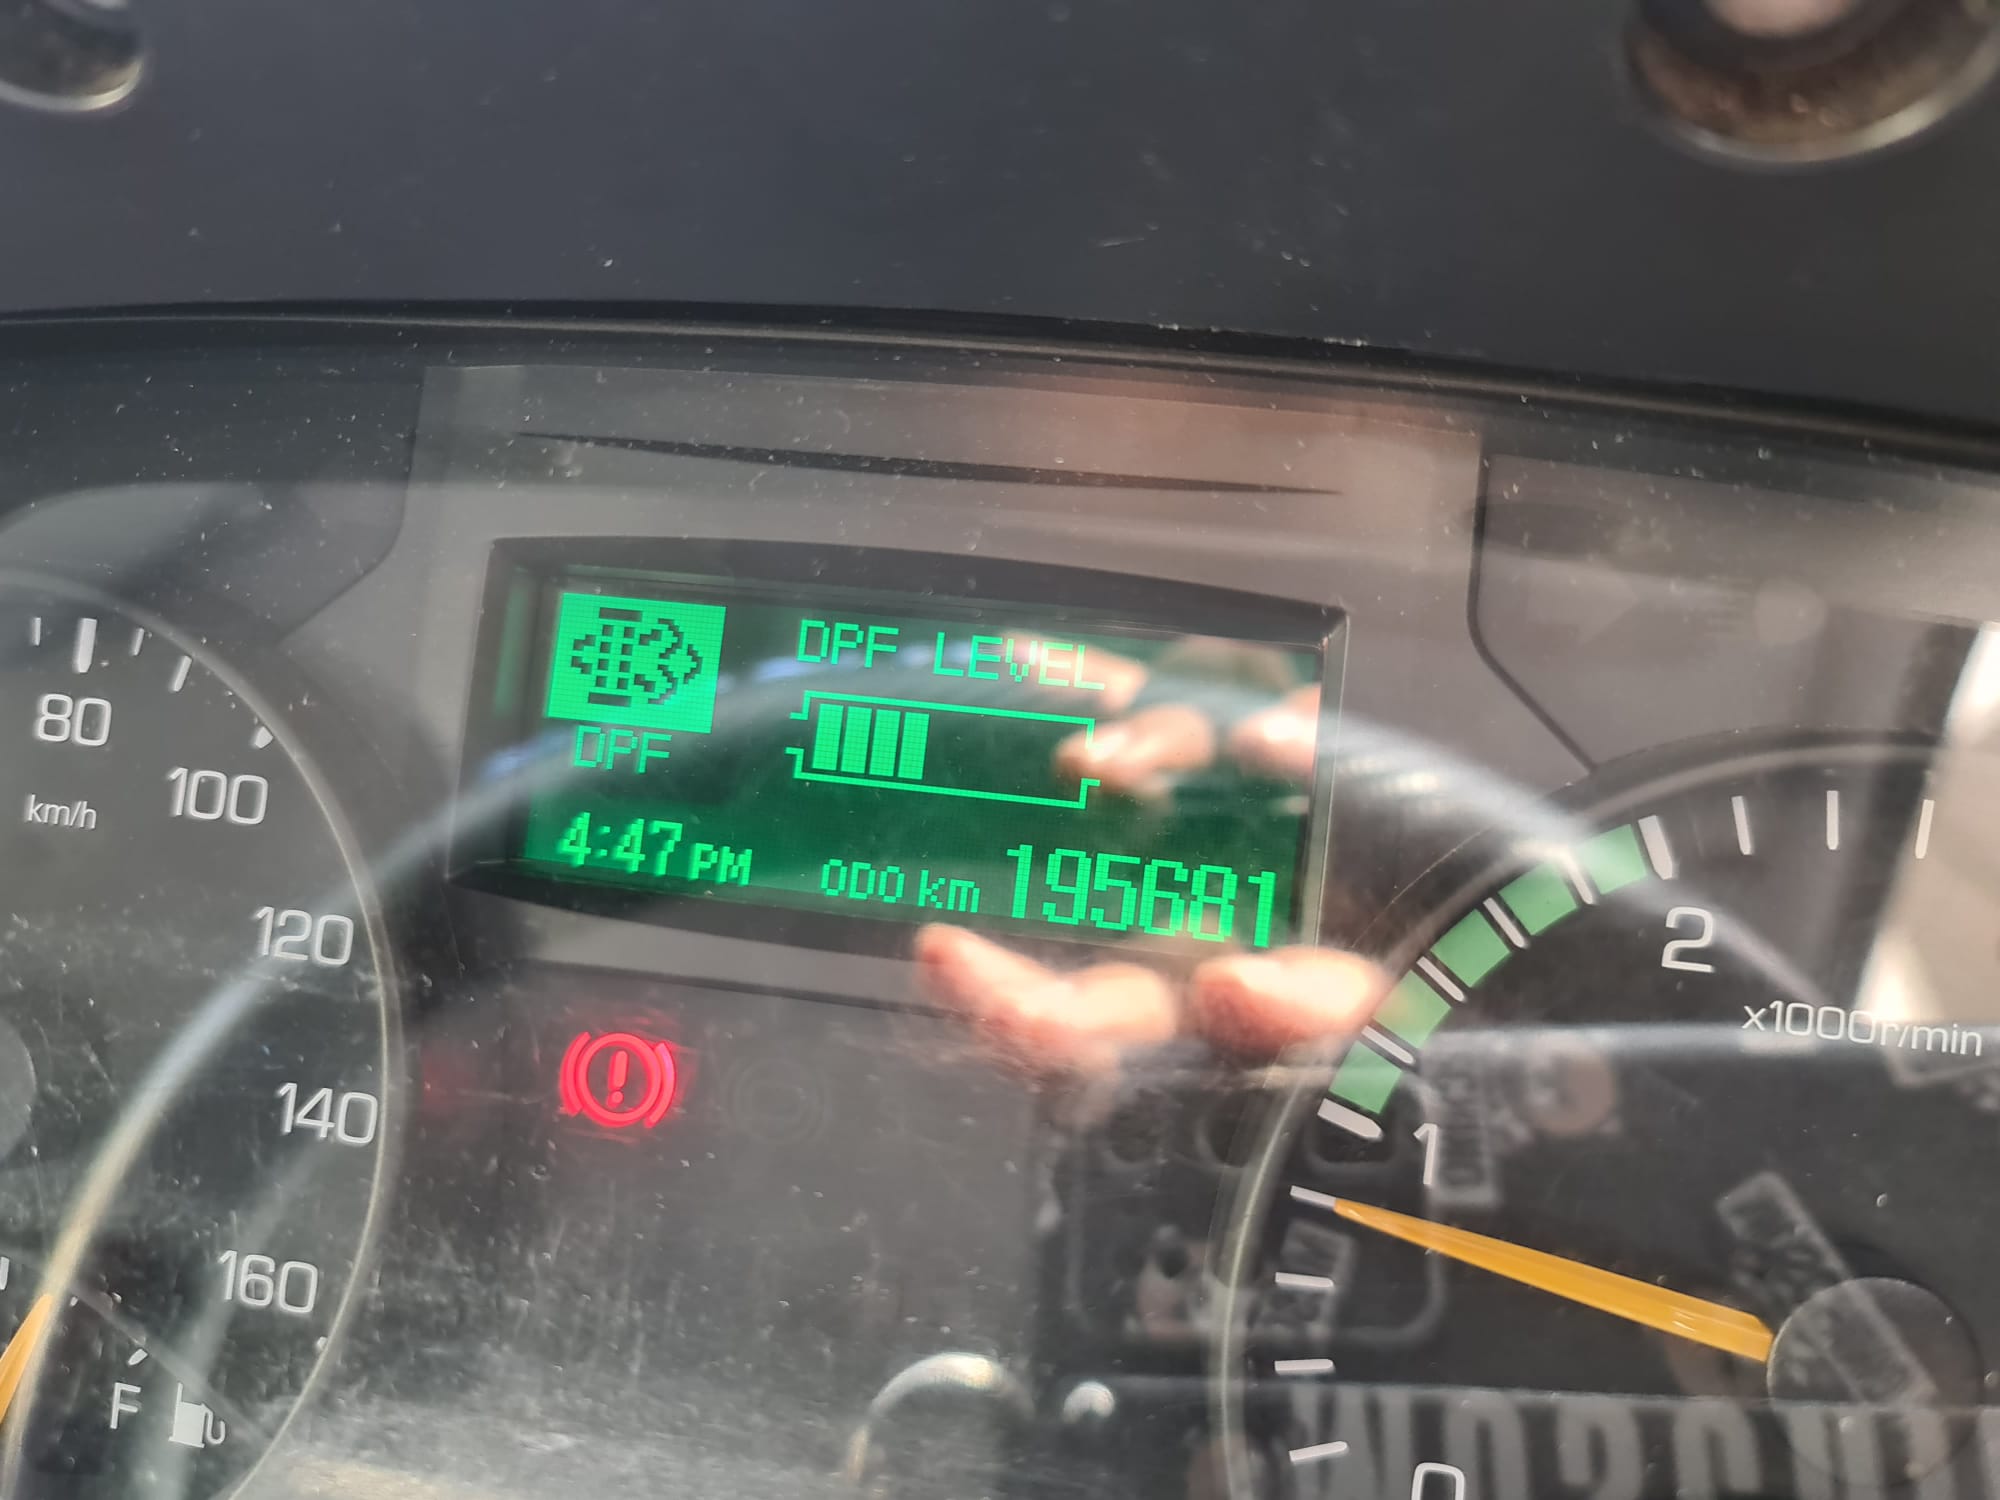 DPF LEVEL
DPF
4:47 PM ODO km 195681
80
100
km/h
120
140
160
F
2
x1000r/min
1
0